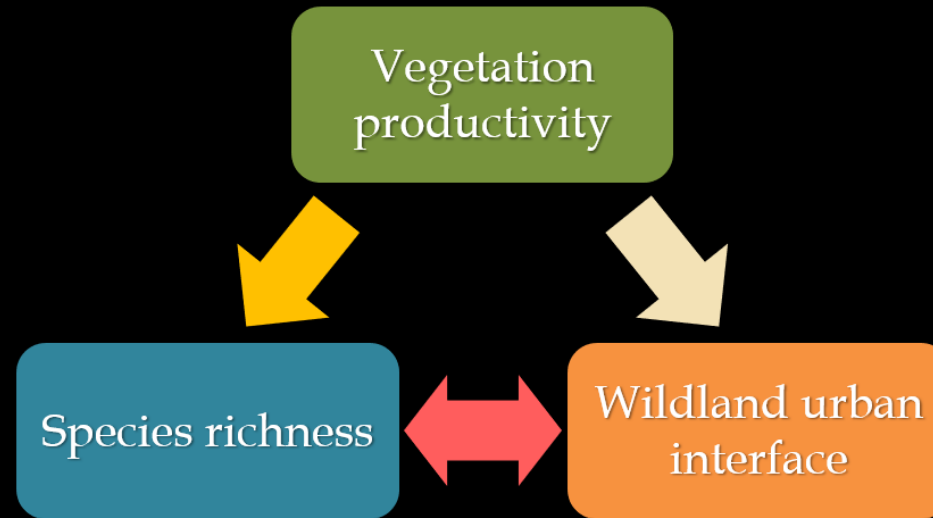 Vegetation
productivity
Species richness
Wildland urban
interface